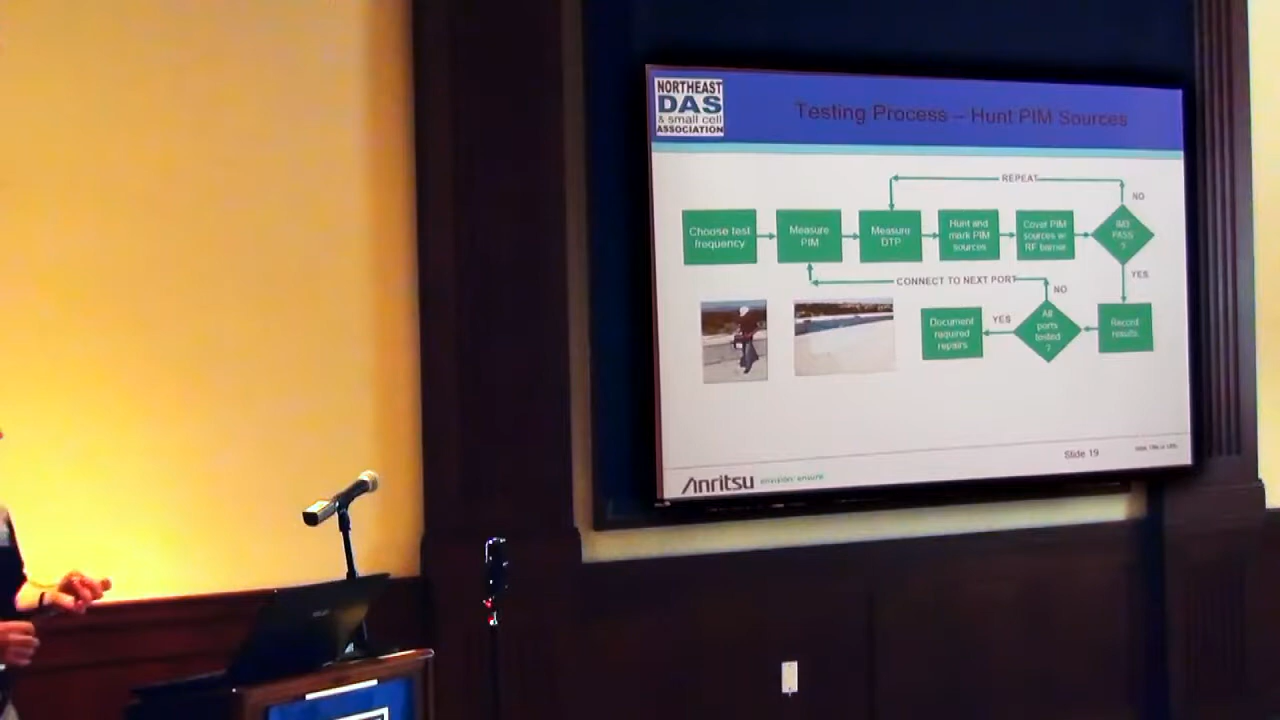 NORTHEAST
DAS
& small cell
ASSOCIATION
Testing Process – Hunt PIM Sources
REPEAT
NO
Choose test
frequency
Measure
PIM
Measure
DTP
Hunt and
mark PIM
sources
Cover PIM
sources w/
RF barrier
IM3
PASS
?
YES
CONNECT TO NEXT PORT
NO
Document
required
repairs
YES
All
ports
tested
?
Record
results
Slide 19
Anritsu envision: ensure